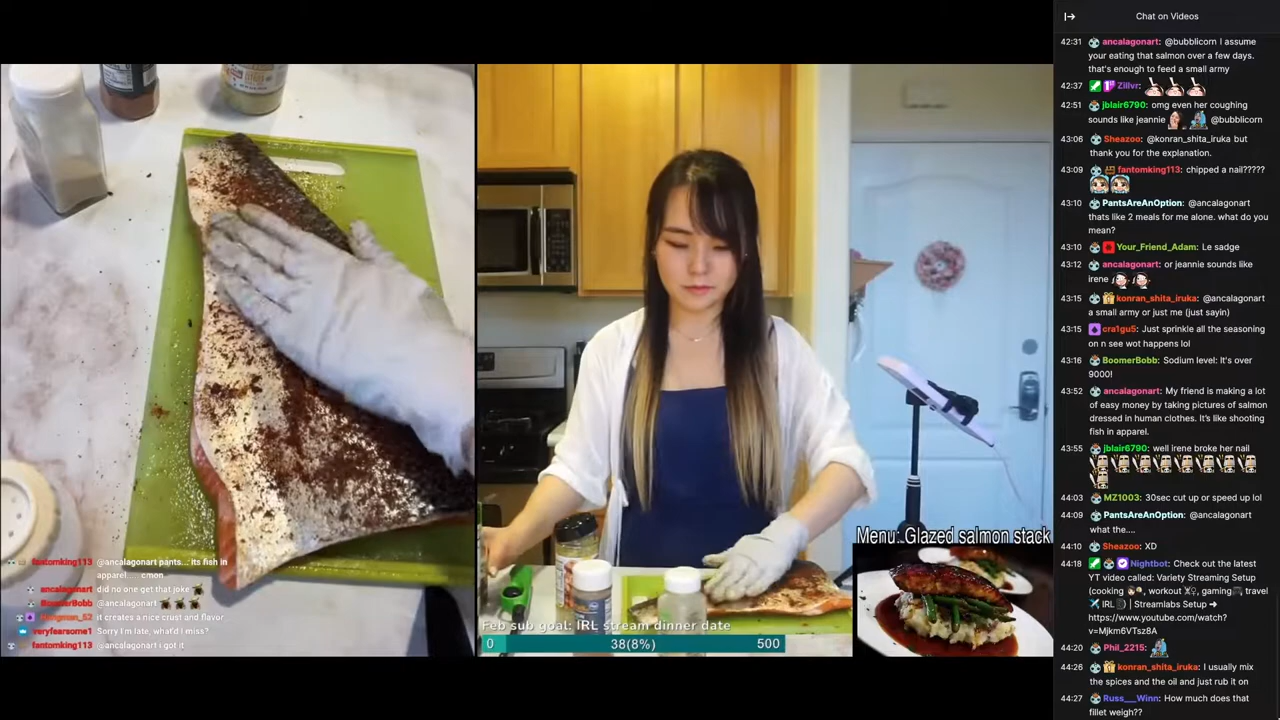 Chat on Videos
42:31 ancalagonart: @bubblicorn I assume
your eating that salmon over a few days.
that's enough to feed a small army
42:37 Zillvr:
42:51 jblair6790: omg even her coughing
sounds like jeannie @bubblicorn
43:06 Sheazoo: @konran_shita_iruka but
thank you for the explanation.
43:09 fantomking113: chipped a nail?????
43:10 PantsAreAnOption: @ancalagonart
thats like 2 meals for me alone. what do you
mean?
43:10 Your_Friend_Adam: Le sadge
43:12 ancalagonart: or jeannie sounds like
irene
43:15 konran_shita_iruka: @ancalagonart
a small army or just me (just sayin)
43:15 cra1gu5: Just sprinkle all the seasoning
on n see wot happens lol
43:16 BoomerBobb: Sodium level: It's over
9000!
43:52 ancalagonart: My friend is making a lot
of easy money by taking pictures of salmon
dressed in human clothes. It's like shooting
fish in apparel.
43:55 jblair6790: well irene broke her nail
44:03 MZ1003: 30sec cut up or speed up lol
44:09 PantsAreAnOption: @ancalagonart
what the....
44:10 Sheazoo: XD
44:18 Nightbot: Check out the latest
YT video called: Variety Streaming Setup
(cooking , workout , gaming travel
IRL | Streamlabs Setup ➜
https://www.youtube.com/watch?
v=Mjkm6VTsz8A
44:20 Phil_2215:
44:26 konran_shita_iruka: I usually mix
the spices and the oil and just rub it on
44:27 Russ___Winn: How much does that
fillet weigh??
fantomking113 @ancalagonart pants... its fish in
apparel..... cmon
ancalagonart did no one get that joke
BoomerBobb @ancalagonart
it creates a nice crust and flavor
veryfearsome1 Sorry I'm late, what'd I miss?
fantomking113 @ancalagonart i got it
Menu: Glazed salmon stack
Feb sub goal: IRL stream dinner date
0 38(8%) 500